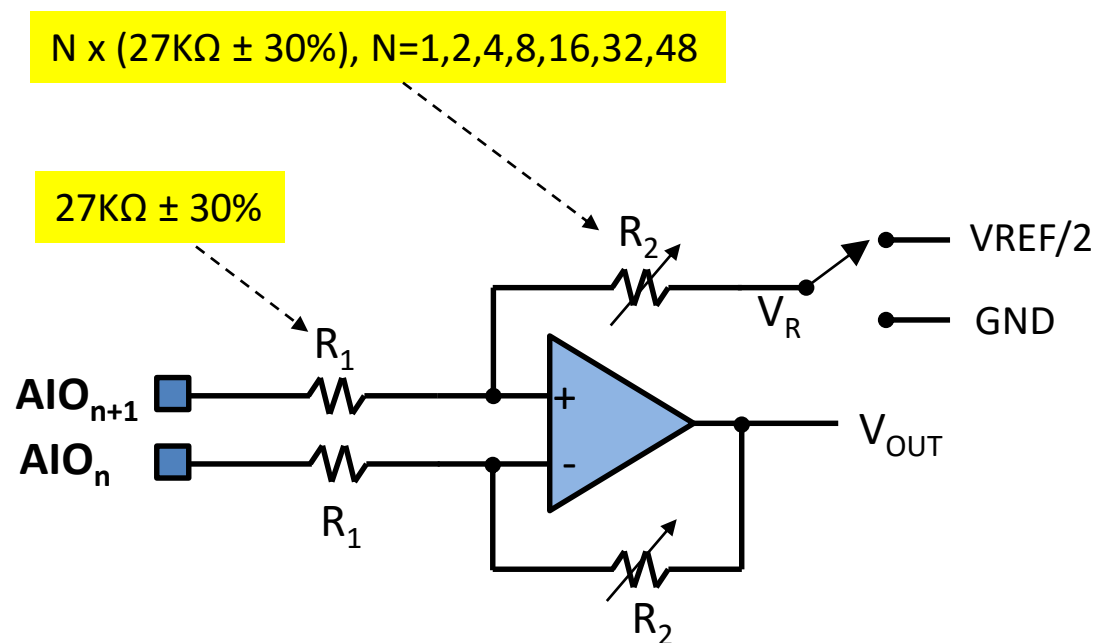 N x (27KΩ ± 30%), N=1,2,4,8,16,32,48
27KΩ ± 30%
R2
VREF/2
VR
GND
R1
AIOn+1
+
AIOn
-
VOUT
R1
R2